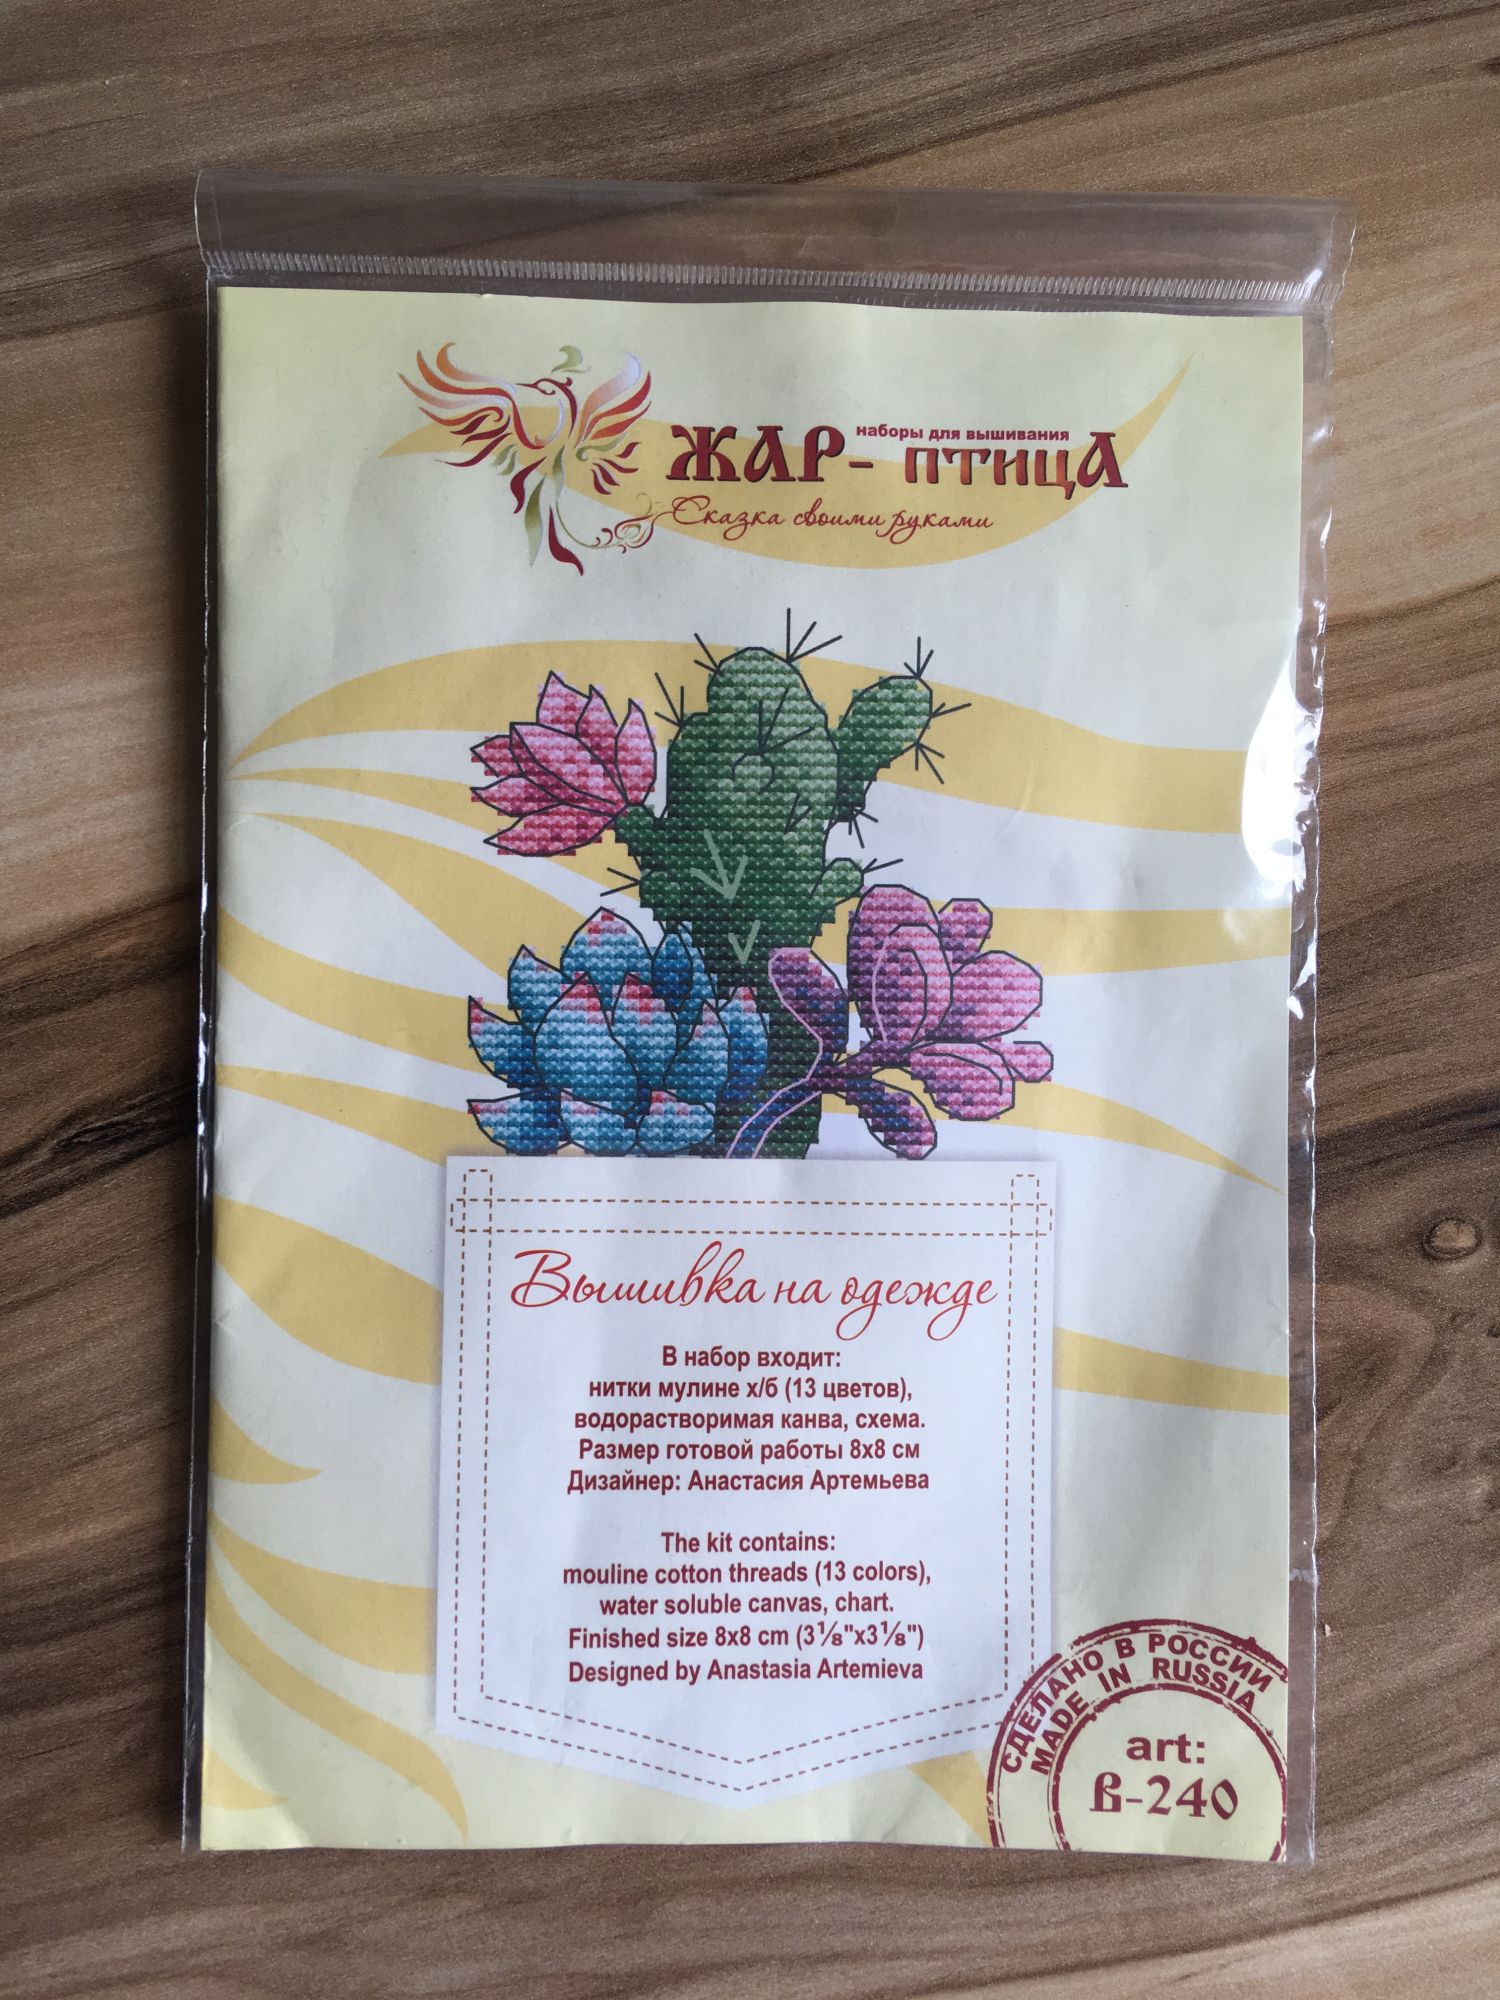 наборы для вышивания
ЖАР-ПТИЦА
Сказка своими руками
Вышивка на одежде
В набор входит:
нитки мулине х/б (13 цветов),
водорастворимая канва, схема.
Размер готовой работы 8х8 см
Дизайнер: Анастасия Артемьева
The kit contains:
mouline cotton threads (13 colors),
water soluble canvas, chart.
Finished size 8x8 cm (3⅛"x3⅛")
Designed by Anastasia Artemieva
СДЕЛАНО В РОССИИ
MADE IN RUSSIA
art:
В-240